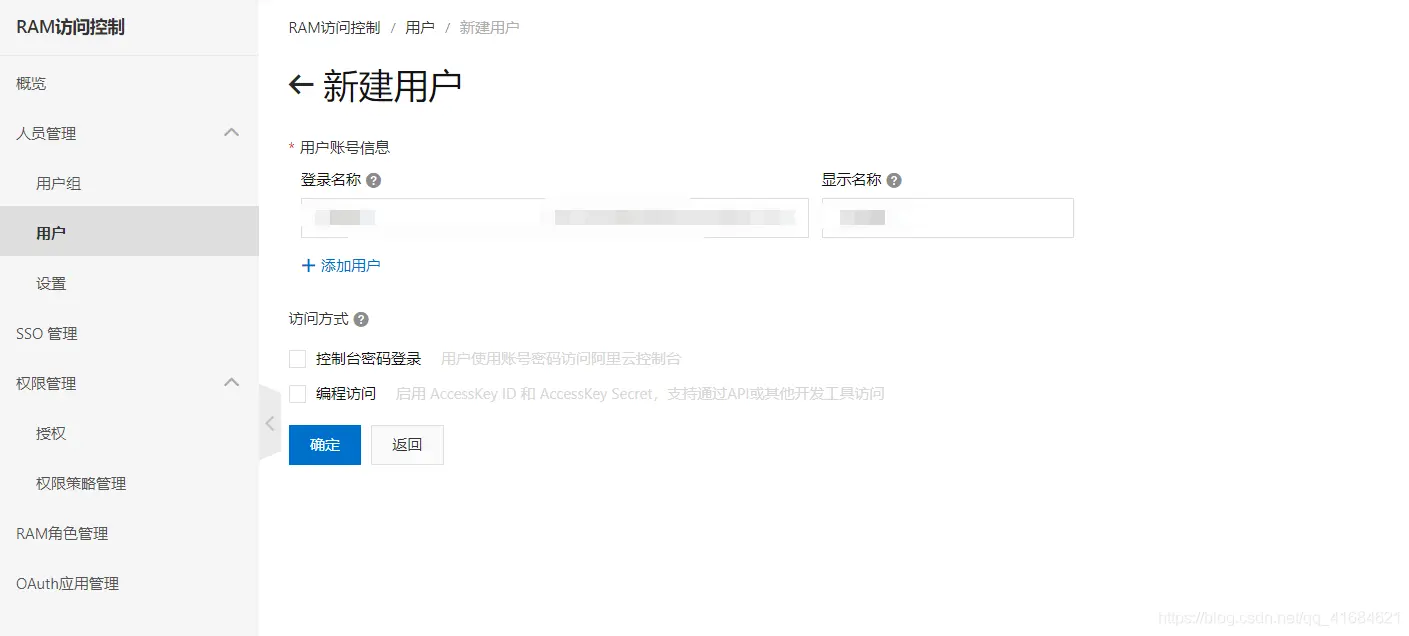 RAM访问控制
概览
人员管理
用户组
用户
设置
SSO 管理
权限管理
授权
权限策略管理
RAM角色管理
OAuth应用管理
RAM访问控制 / 用户 / 新建用户
新建用户
* 用户账号信息
登录名称 ? 显示名称 ?
+ 添加用户
访问方式 ?
控制台密码登录 用户使用账号密码访问阿里云控制台
编程访问 启用 AccessKey ID 和 AccessKey Secret，支持通过API或其他开发工具访问
确定 返回
https://blog.csdn.net/qq_41684621